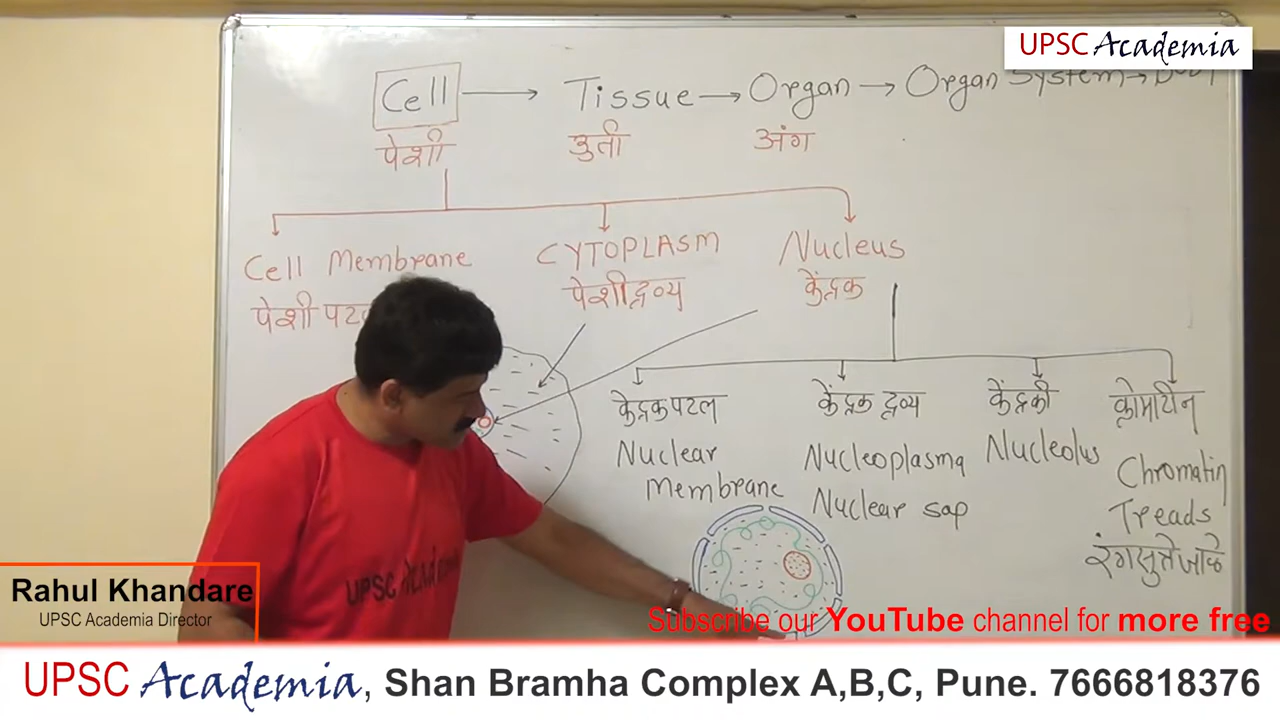 UPSC Academia
Cell → Tissue → Organ → Organ System →
पेशी ऊती अंग
Cell Membrane CYTOPLASM Nucleus
पेशी पटल पेशीद्रव्य केंद्रक
केंद्रकपटल केंद्रक द्रव्य केंद्रकी क्रोमाटीन
Nuclear Nucleoplasma Nucleolus Chromatin
Membrane Nuclear sap Treads
रंगसुतेजाळे
UPSC
Rahul Khandare
UPSC Academia Director
Subscribe our YouTube channel for more free
UPSC Academia, Shan Bramha Complex A,B,C, Pune. 7666818376